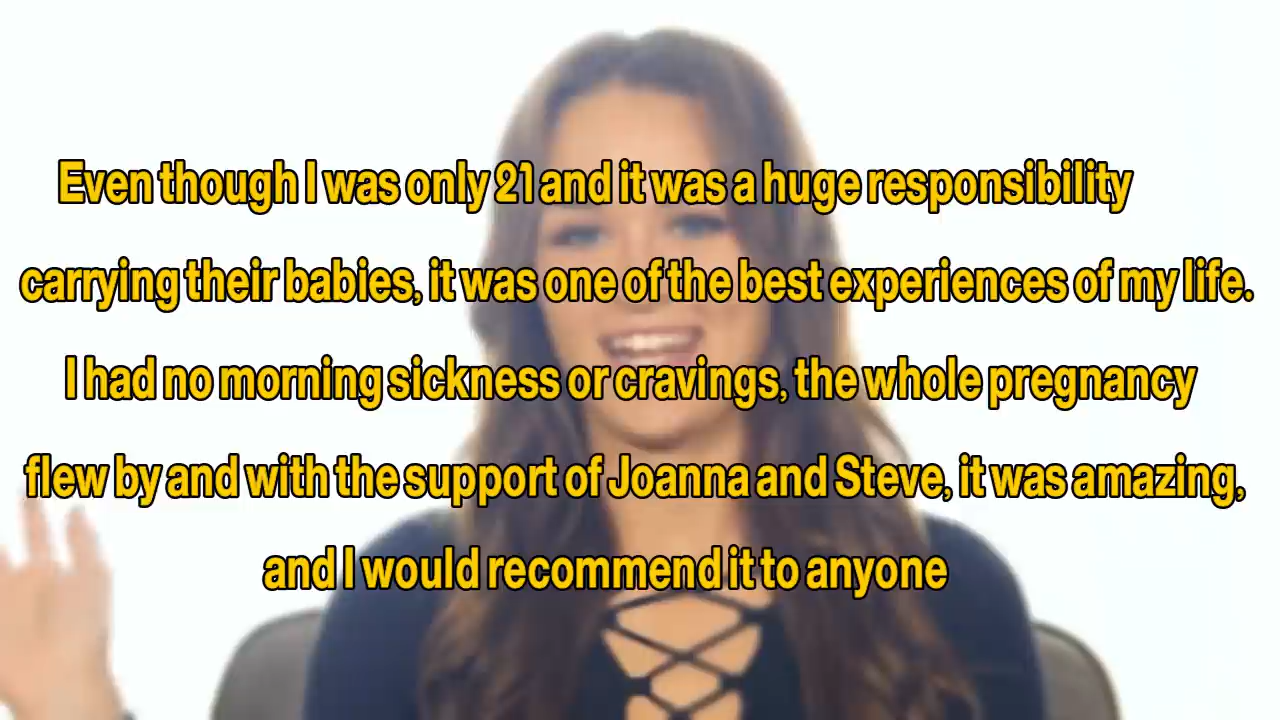 Even though I was only 21 and it was a huge responsibility
carrying their babies, it was one of the best experiences of my life.
I had no morning sickness or cravings, the whole pregnancy
flew by and with the support of Joanna and Steve, it was amazing,
and I would recommend it to anyone